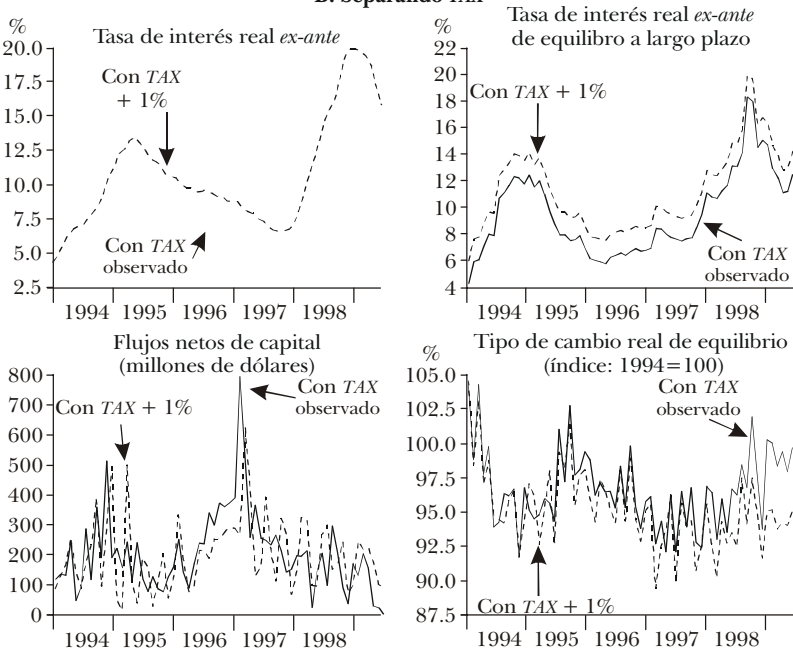 B. Separando TAX
%
Tasa de interés real ex-ante
20.0
17.5
15.0
12.5
10.0
7.5
5.0
2.5
Con TAX
+ 1%
Con TAX
observado
1994 1995 1996 1997 1998
Tasa de interés real ex-ante
de equilibro a largo plazo
%
22
20
18
16
14
12
10
8
6
4
Con TAX + 1%
Con TAX
observado
1994 1995 1996 1997 1998
Flujos netos de capital
(millones de dólares)
800
700
600
500
400
300
200
100
0
Con TAX + 1%
Con TAX
observado
1994 1995 1996 1997 1998
Tipo de cambio real de equilibrio
(índice: 1994=100)
%
105.0
102.5
100.0
97.5
95.0
92.5
90.0
87.5
Con TAX
observado
Con TAX + 1%
1994 1995 1996 1997 1998